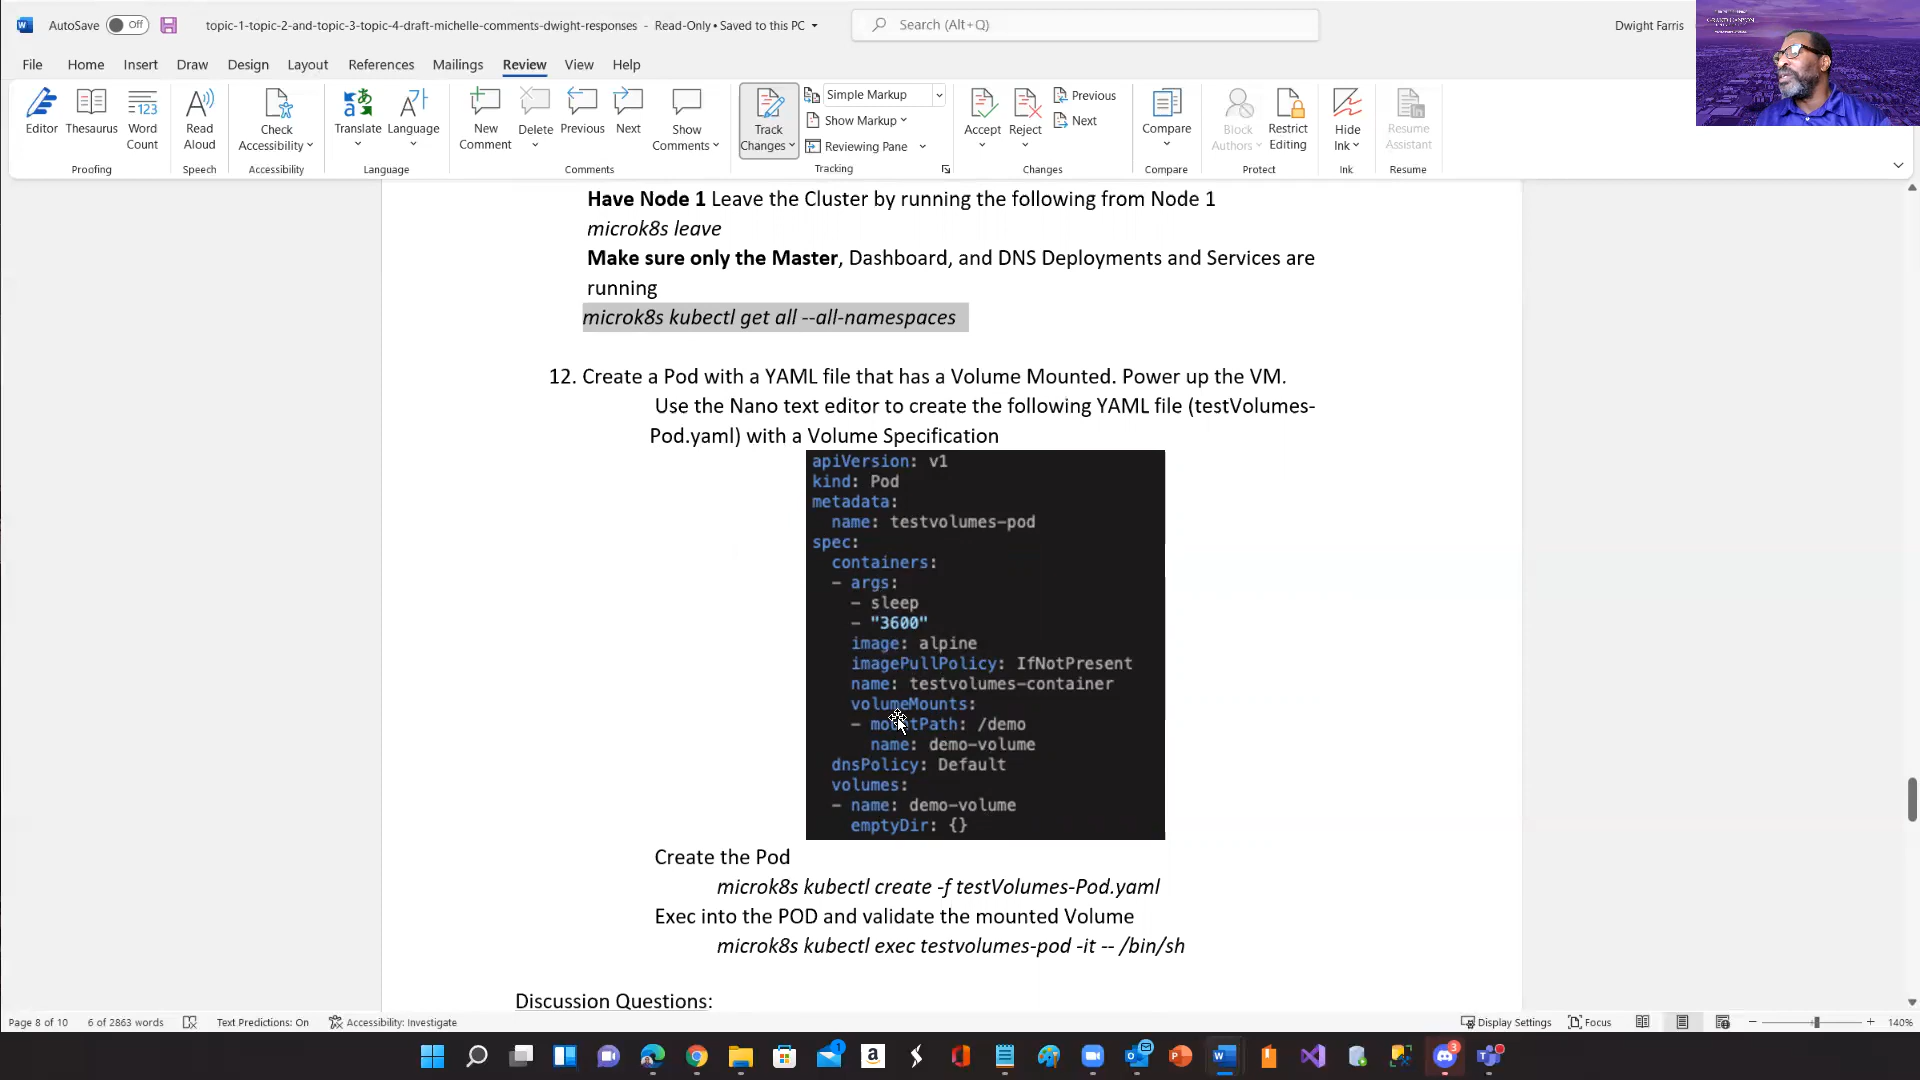 AutoSave Off topic-1-topic-2-and-topic-3-topic-4-draft-michelle-comments-dwight-responses - Read-Only • Saved to this PC
Search (Alt+Q)
Dwight Farris
File Home Insert Draw Design Layout References Mailings Review View Help
Editor
Thesaurus
Word Count
Proofing
Read Aloud
Speech
Check Accessibility
Accessibility
Translate
Language
Language
New Comment
Delete
Previous
Next
Show Comments
Comments
Track Changes
Simple Markup
Show Markup
Reviewing Pane
Tracking
Accept
Reject
Previous
Next
Changes
Compare
Compare
Block Authors
Restrict Editing
Protect
Hide Ink
Ink
Resume Assistant
Resume
Have Node 1 Leave the Cluster by running the following from Node 1
microk8s leave
Make sure only the Master, Dashboard, and DNS Deployments and Services are
running
microk8s kubectl get all --all-namespaces
12. Create a Pod with a YAML file that has a Volume Mounted. Power up the VM.
Use the Nano text editor to create the following YAML file (testVolumes-
Pod.yaml) with a Volume Specification
apiVersion: v1
kind: Pod
metadata:
name: testvolumes-pod
spec:
containers:
- args:
- sleep
- "3600"
image: alpine
imagePullPolicy: IfNotPresent
name: testvolumes-container
volumeMounts:
- mountPath: /demo
name: demo-volume
dnsPolicy: Default
volumes:
- name: demo-volume
emptyDir: {}
Create the Pod
microk8s kubectl create -f testVolumes-Pod.yaml
Exec into the POD and validate the mounted Volume
microk8s kubectl exec testvolumes-pod -it -- /bin/sh
Discussion Questions:
Page 8 of 10 6 of 2863 words Text Predictions: On Accessibility: Investigate Display Settings Focus 140%